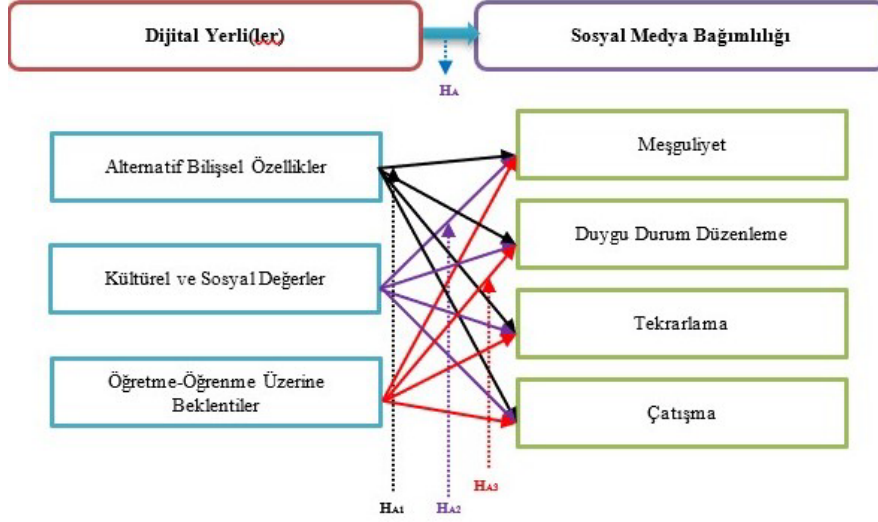 Dijital Yerli(ler)
Sosyal Medya Bağımlılığı
HA
Alternatif Bilişsel Özellikler
Kültürel ve Sosyal Değerler
Öğretme-Öğrenme Üzerine
Beklentiler
Meşguliyet
Duygu Durum Düzenleme
Tekrarlama
Çatışma
HA1
HA2
HA3